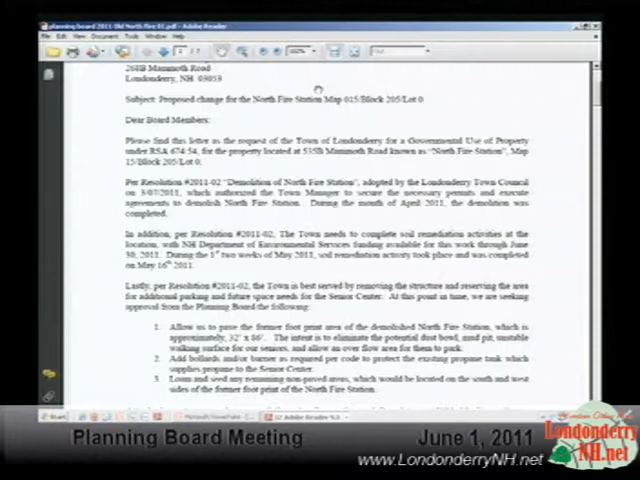 planning board 2011 Old North Fire 01.pdf - Adobe Reader
File Edit View Document Tools Window Help
268B Mammoth Road
Londonderry, NH 03053
Subject: Proposed change for the North Fire Station Map 015/Block 205/Lot 0
Dear Board Members:
Please find this letter as the request of the Town of Londonderry for a Governmental Use of Property
under RSA 674:54, for the property located at 535B Mammoth Road known as "North Fire Station", Map
15/Block 205/Lot 0.
Per Resolution #2011-02 "Demolition of North Fire Station", adopted by the Londonderry Town Council
on 3/07/2011, which authorized the Town Manager to secure the necessary permits and execute
agreements to demolish North Fire Station. During the month of April 2011, the demolition was
completed.
In addition, per Resolution #2011-02, The Town needs to complete soil remediation activities at the
location, with NH Department of Environmental Services funding available for this work through June
30, 2011. During the 1st two weeks of May 2011, soil remediation activity took place and was completed
on May 16th 2011.
Lastly, per Resolution #2011-02, the Town is best served by removing the structure and reserving the area
for additional parking and future space needs for the Senior Center. At this point in time, we are seeking
approval from the Planning Board the following:
1. Allow us to pave the former foot print area of the demolished North Fire Station, which is
approximately, 32' x 86'. The intent is to eliminate the potential dust bowl, mud pit, unstable
walking surface for our seniors, and allow an over flow area for them to park.
2. Add bollards and/or burner as required per code to protect the existing propane tank which
supplies propane to the Senior Center.
3. Loam and seed any remaining non-paved areas, which would be located on the south and west
sides of the former foot print of the North Fire Station.
Planning Board Meeting June 1, 2011
www.LondonderryNH.net
Londonderry
NH.net